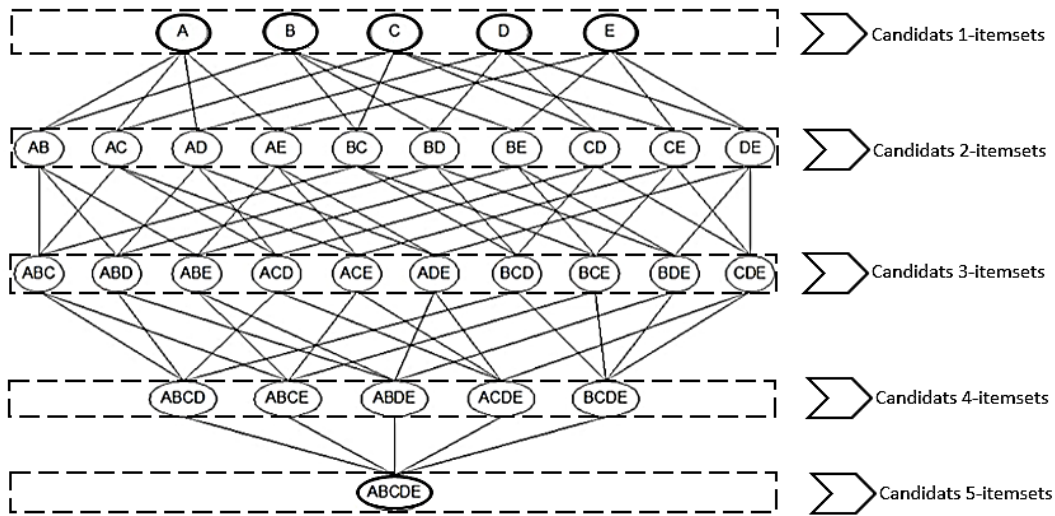 A B C D E Candidats 1-itemsets
AB AC AD AE BC BD BE CD CE DE Candidats 2-itemsets
ABC ABD ABE ACD ACE ADE BCD BCE BDE CDE Candidats 3-itemsets
ABCD ABCE ABDE ACDE BCDE Candidats 4-itemsets
ABCDE Candidats 5-itemsets